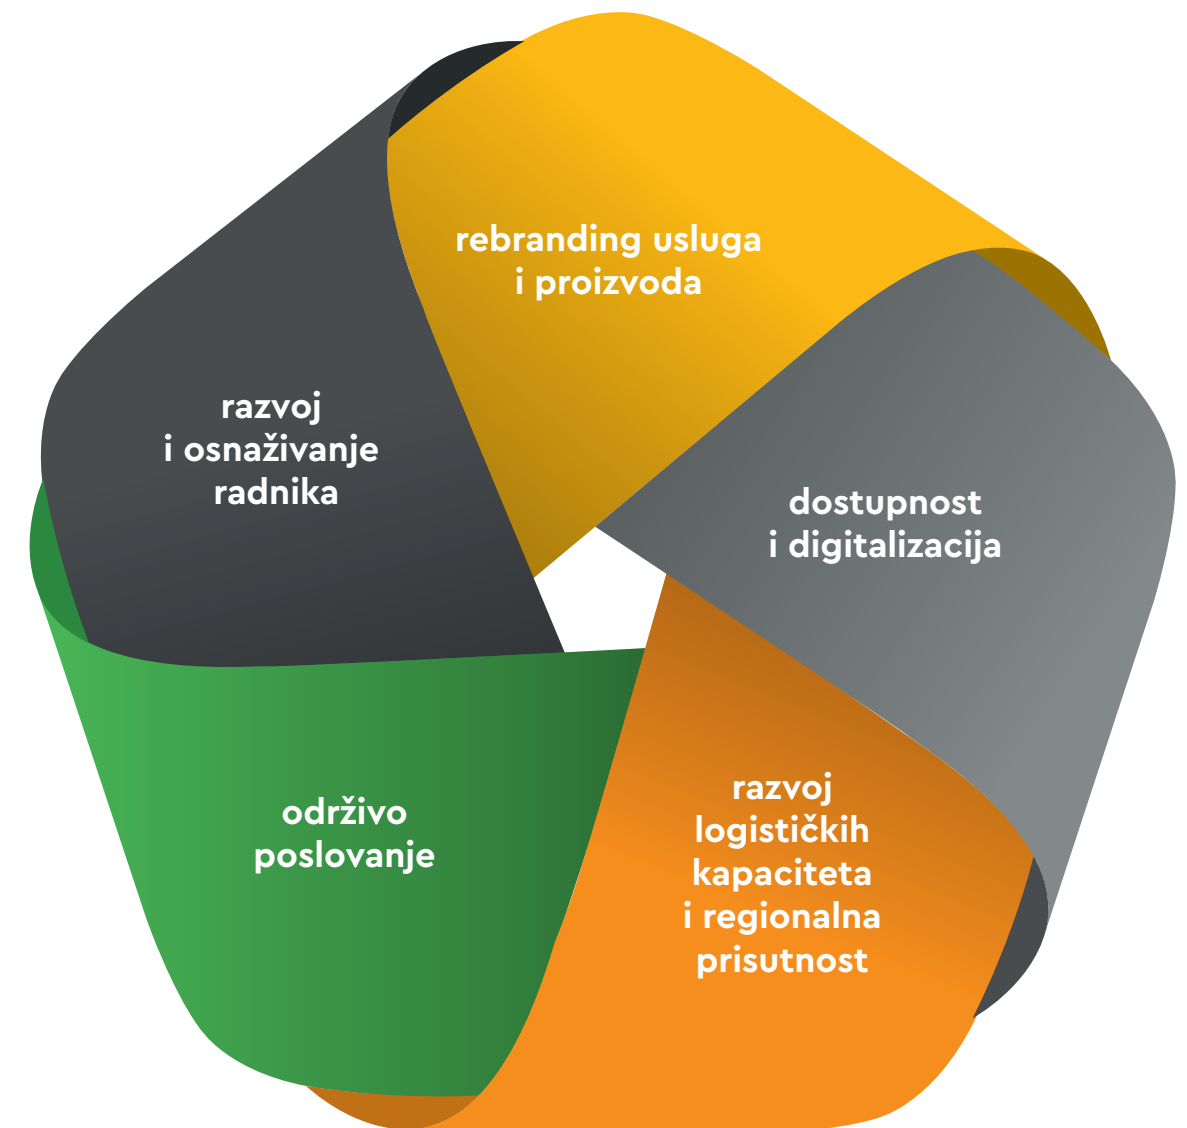 rebranding usluga
i proizvoda
razvoj
i osnaživanje
radnika
dostupnost
i digitalizacija
održivo
poslovanje
razvoj
logističkih
kapaciteta
i regionalna
prisutnost